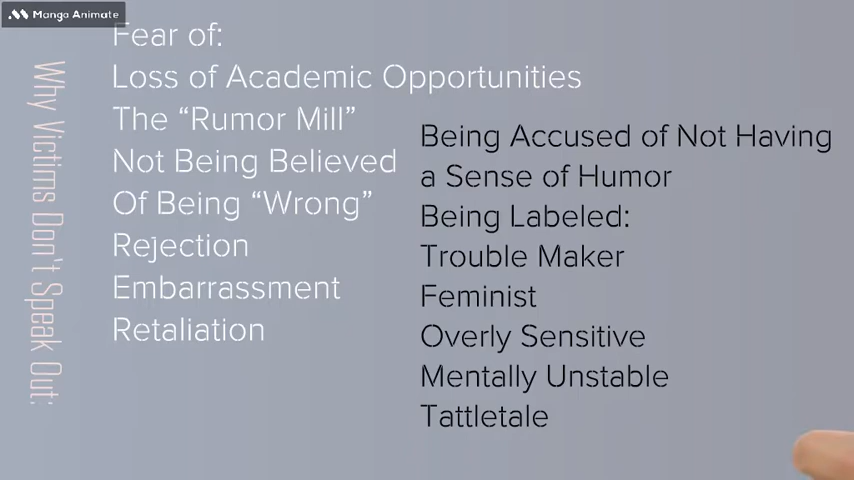 Manga Animate
Why Victims Don't Speak Out:
Fear of:
Loss of Academic Opportunities
The “Rumor Mill”
Not Being Believed
Of Being “Wrong”
Rejection
Embarrassment
Retaliation
Being Accused of Not Having
a Sense of Humor
Being Labeled:
Trouble Maker
Feminist
Overly Sensitive
Mentally Unstable
Tattletale